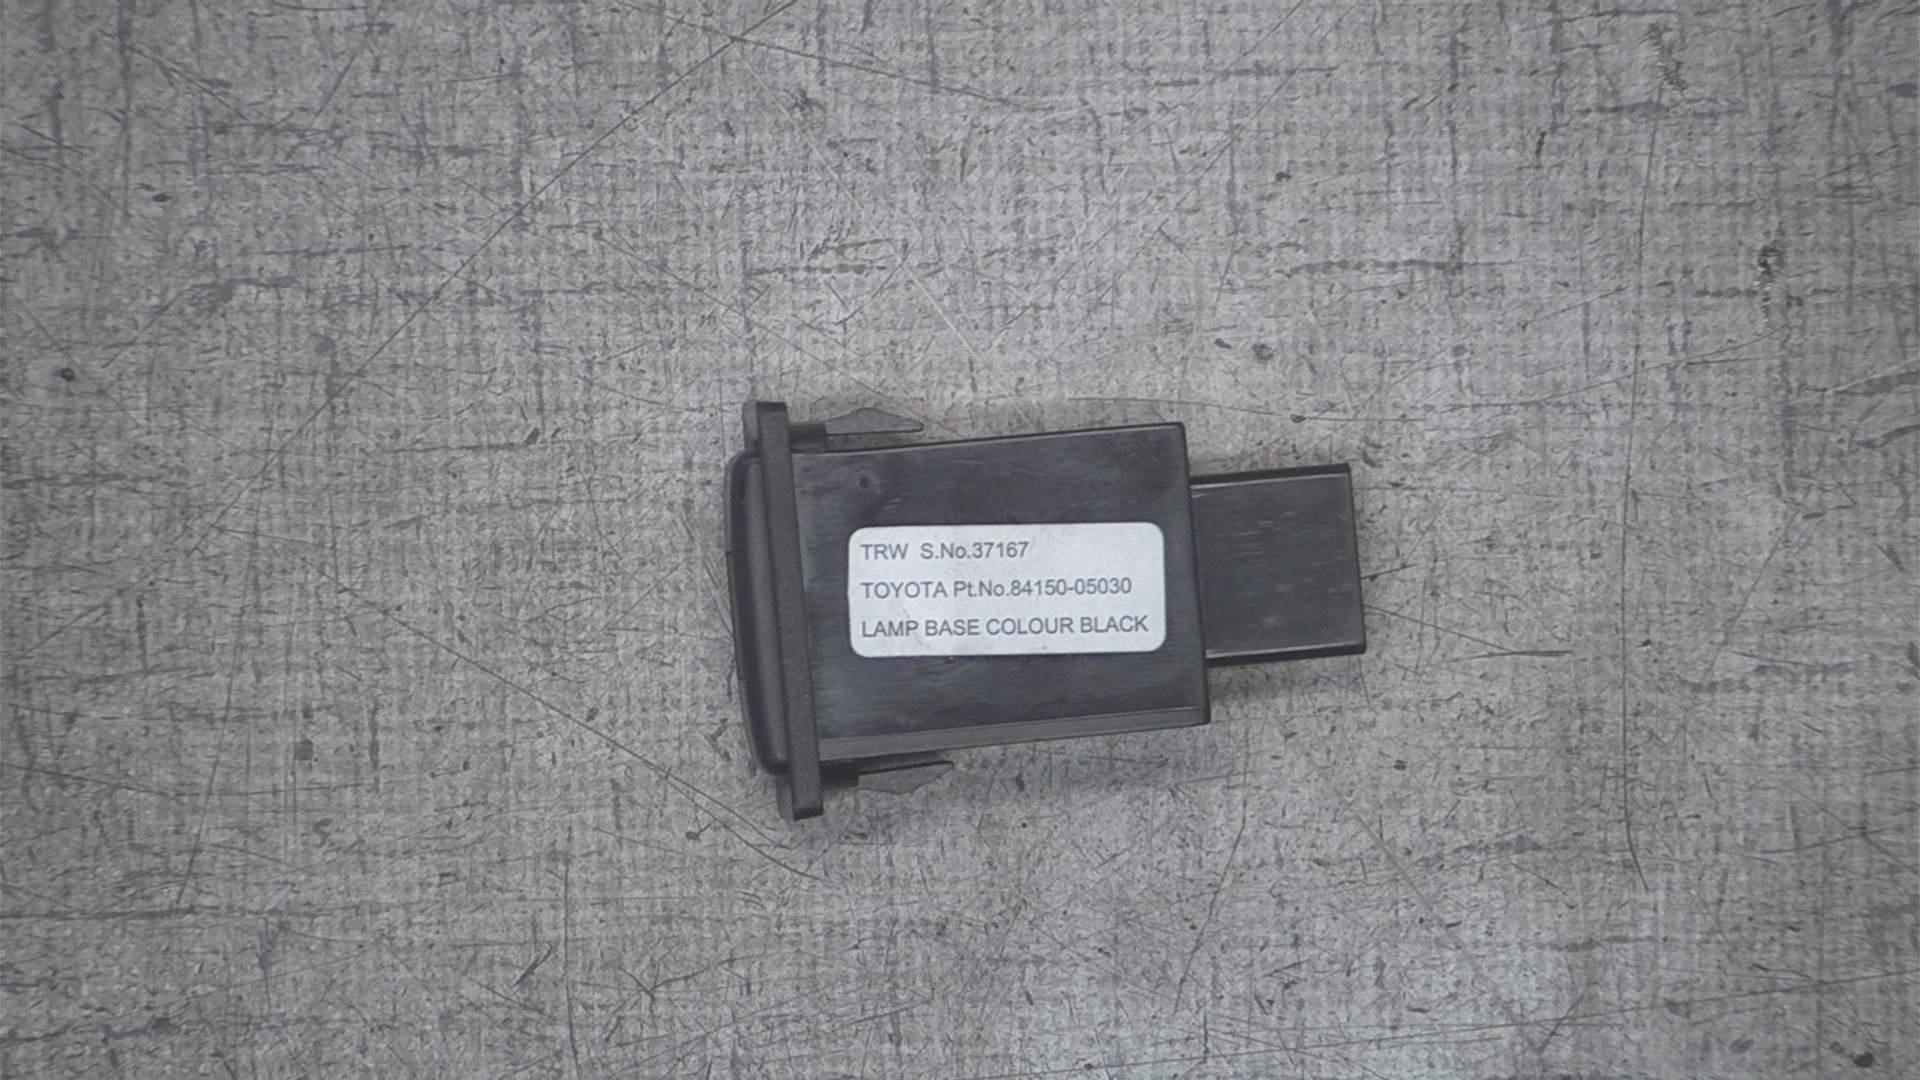 TRW S.No.37167
TOYOTA Pt.No.84150-05030
LAMP BASE COLOUR BLACK